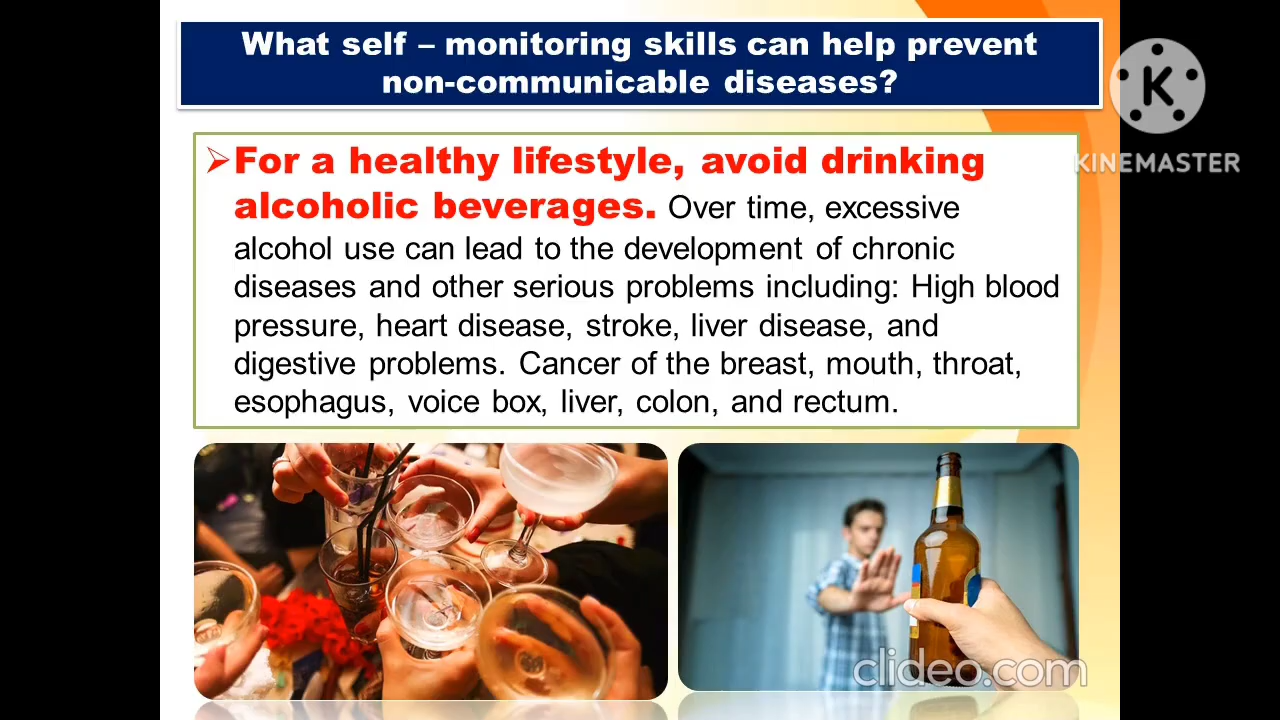 What self – monitoring skills can help prevent
non-communicable diseases?
K
KINEMASTER
➢For a healthy lifestyle, avoid drinking
alcoholic beverages. Over time, excessive
alcohol use can lead to the development of chronic
diseases and other serious problems including: High blood
pressure, heart disease, stroke, liver disease, and
digestive problems. Cancer of the breast, mouth, throat,
esophagus, voice box, liver, colon, and rectum.
clideo.com